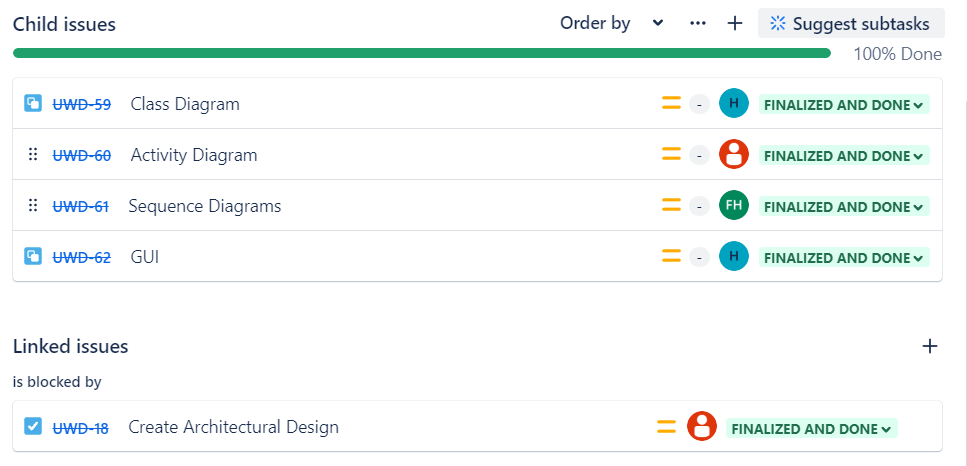 Child issues Order by Suggest subtasks
100% Done
UWD-59 Class Diagram - H FINALIZED AND DONE
UWD-60 Activity Diagram - FINALIZED AND DONE
UWD-61 Sequence Diagrams - FH FINALIZED AND DONE
UWD-62 GUI - H FINALIZED AND DONE
Linked issues
is blocked by
UWD-18 Create Architectural Design FINALIZED AND DONE